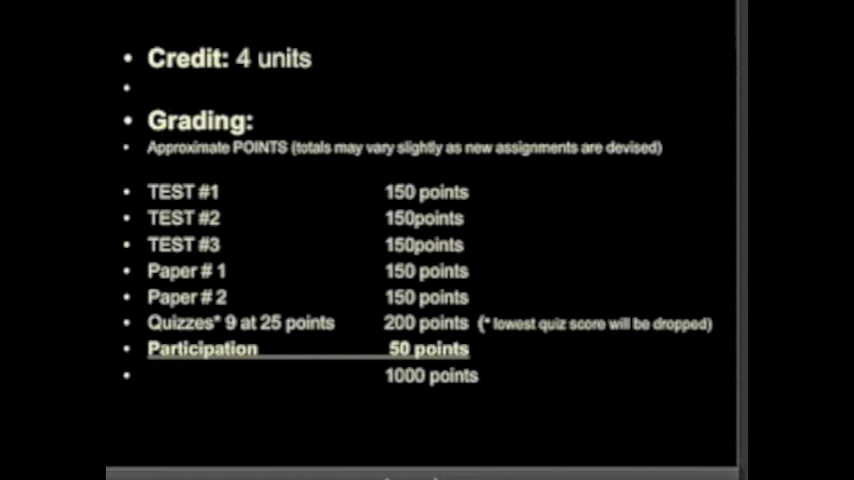 • Credit: 4 units
•
• Grading:
• Approximate POINTS (totals may vary slightly as new assignments are devised)
• TEST #1 150 points
• TEST #2 150points
• TEST #3 150points
• Paper # 1 150 points
• Paper # 2 150 points
• Quizzes* 9 at 25 points 200 points (* lowest quiz score will be dropped)
• Participation 50 points
• 1000 points